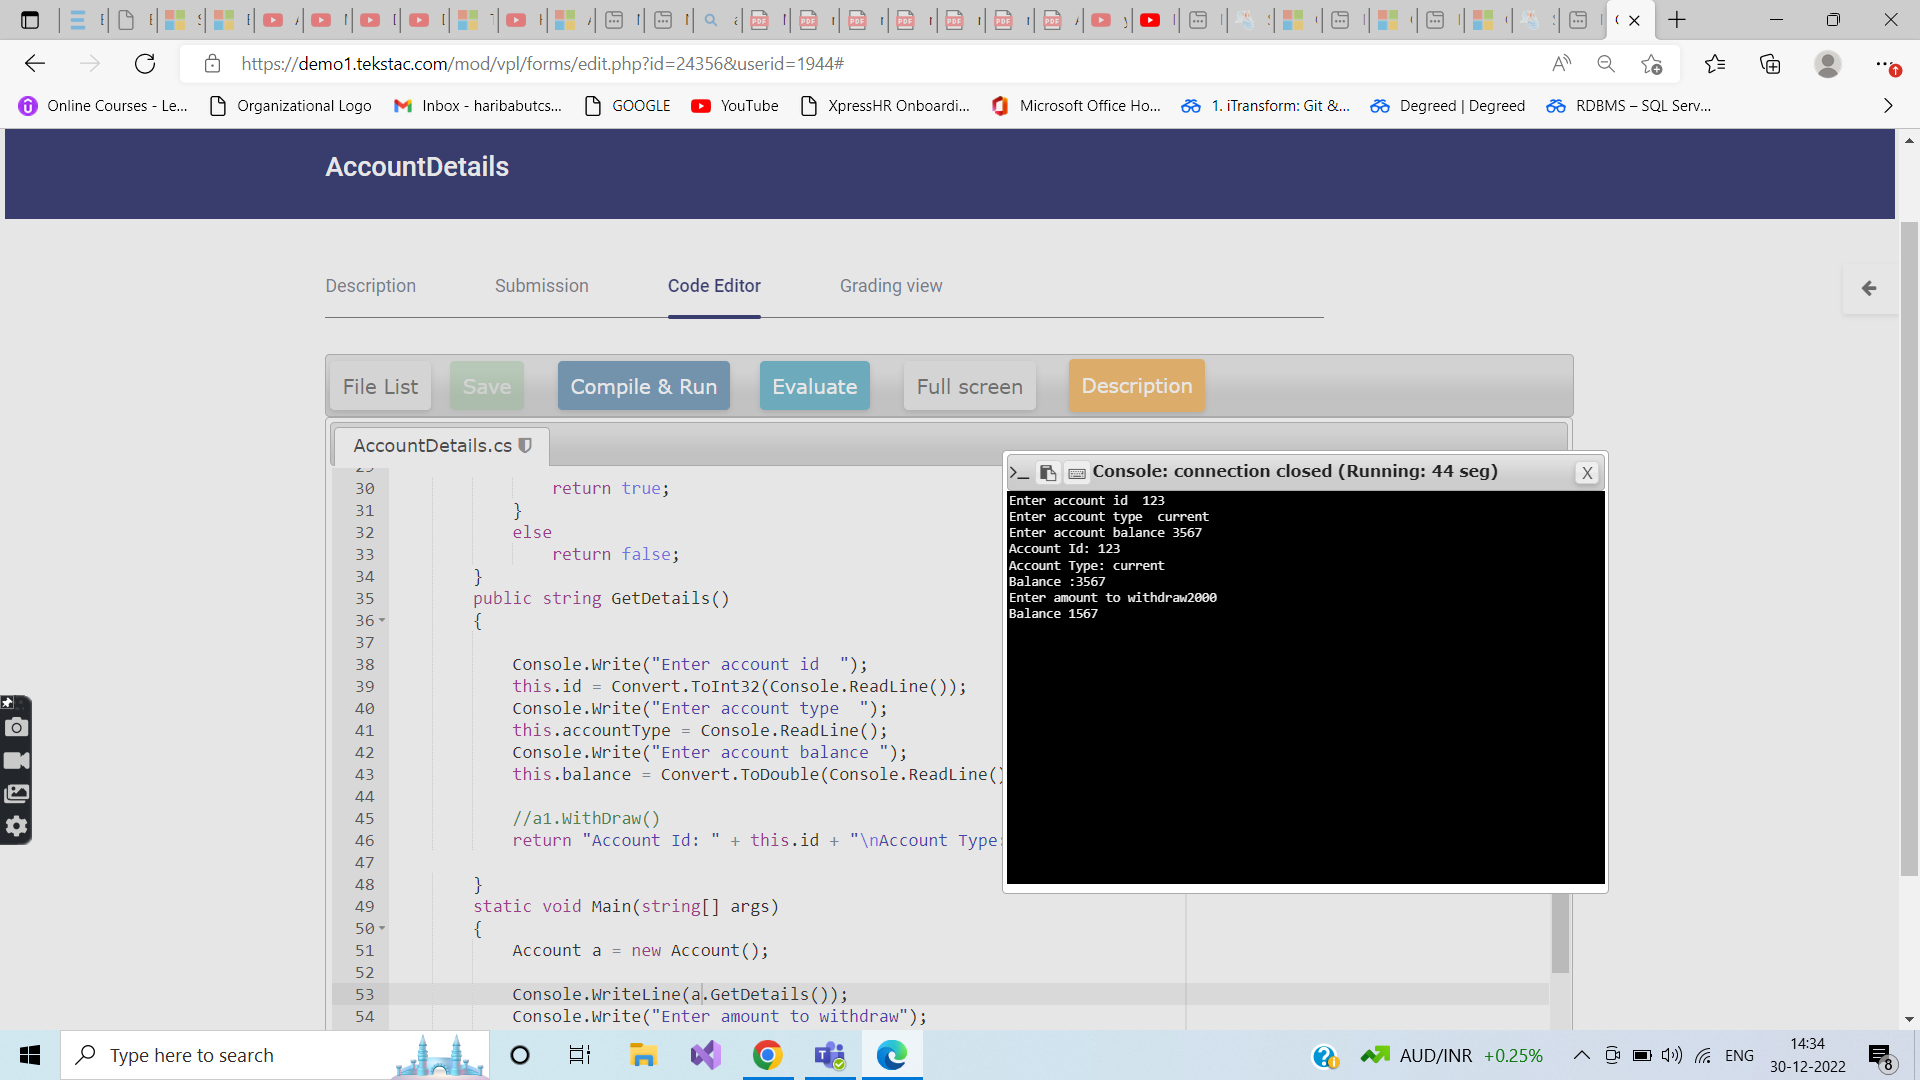 https://demo1.tekstac.com/mod/vpl/forms/edit.php?id=24356&userid=1944#
Online Courses - Le...
Organizational Logo
Inbox - haribabutcs...
GOOGLE
YouTube
XpressHR Onboardi...
Microsoft Office Ho...
1. iTransform: Git &...
Degreed | Degreed
RDBMS – SQL Serv...
AccountDetails
Description
Submission
Code Editor
Grading view
File List
Save
Compile & Run
Evaluate
Full screen
Description
AccountDetails.cs
29
30 return true;
31 }
32 else
33 return false;
34 }
35 public string GetDetails()
36 {
37
38 Console.Write("Enter account id  ");
39 this.id = Convert.ToInt32(Console.ReadLine());
40 Console.Write("Enter account type  ");
41 this.accountType = Console.ReadLine();
42 Console.Write("Enter account balance ");
43 this.balance = Convert.ToDouble(Console.ReadLine()
44
45 //a1.WithDraw()
46 return "Account Id: " + this.id + "\nAccount Type:
47
48 }
49 static void Main(string[] args)
50 {
51 Account a = new Account();
52
53 Console.WriteLine(a.GetDetails());
54 Console.Write("Enter amount to withdraw");
Console: connection closed (Running: 44 seg)
X
Enter account id  123
Enter account type  current
Enter account balance 3567
Account Id: 123
Account Type: current
Balance :3567
Enter amount to withdraw2000
Balance 1567
Type here to search
AUD/INR +0.25%
ENG
14:34
30-12-2022
8